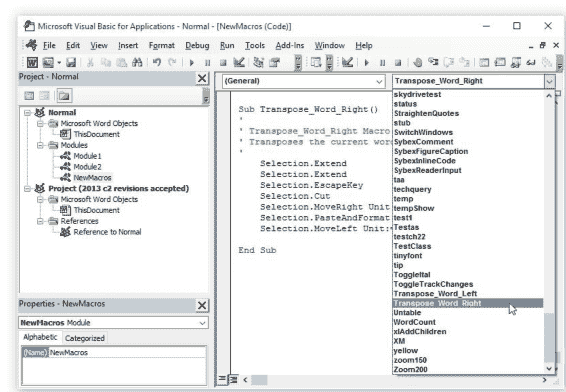 Microsoft Visual Basic for Applications - Normal - [NewMacros (Code)]
File Edit View Insert Format Debug Run Tools Add-Ins Window Help
Project - Normal
Normal
Microsoft Word Objects
ThisDocument
Modules
Module1
Module2
NewMacros
Project (2013 c2 revisions accepted)
Microsoft Word Objects
ThisDocument
References
Reference to Normal
Properties - NewMacros
NewMacros Module
Alphabetic Categorized
(Name) NewMacros
(General)
Transpose_Word_Right
Sub Transpose_Word_Right()
'
' Transpose_Word_Right Macro
' Transposes the current wor
'
Selection.Extend
Selection.Extend
Selection.EscapeKey
Selection.Cut
Selection.MoveRight Unit
Selection.PasteAndFormat
Selection.MoveLeft Unit:
End Sub
skydrivetest
status
StraightenQuotes
stub
SwitchWindows
SybexComment
SybexFigureCaption
SybexInlineCode
SybexReaderInput
taa
techquery
temp
tempShow
test1
Testas
testch22
TestClass
tinyfont
tip
ToggleItal
ToggleTrackChanges
Transpose_Word_Left
Transpose_Word_Right
Untable
WordCount
xlAddChildren
XM
yellow
zoom150
Zoom200